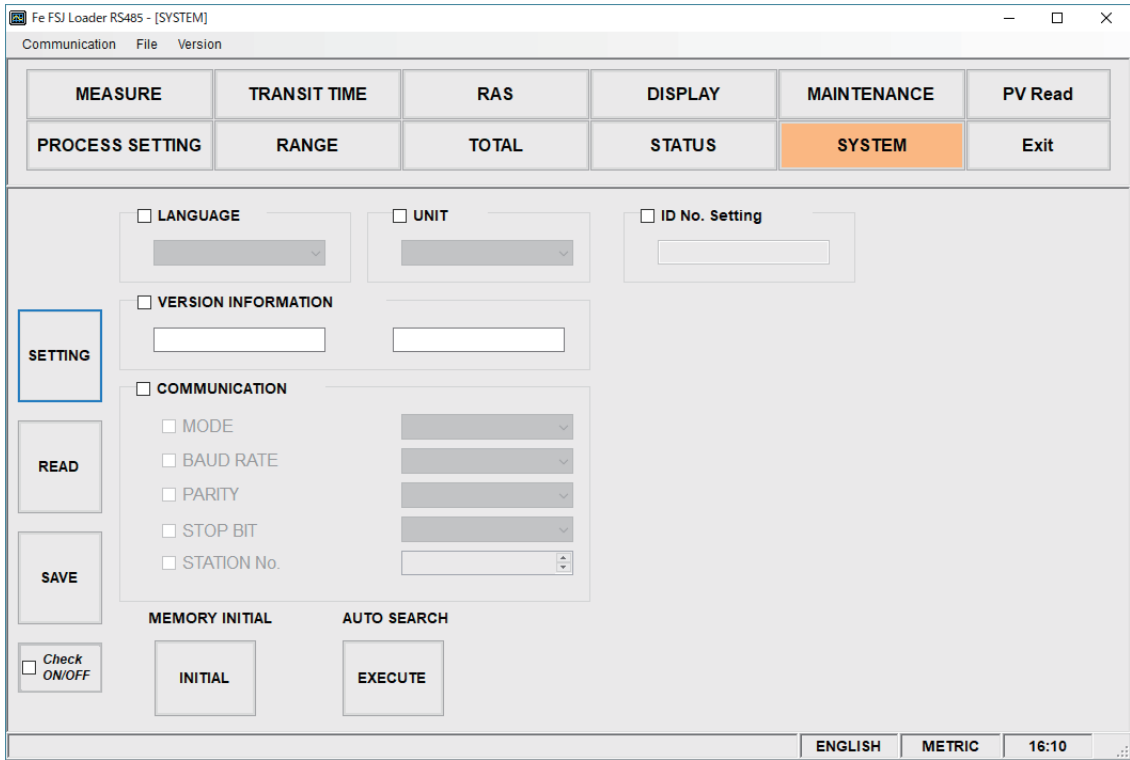 Fe FSJ Loader RS485 - [SYSTEM]
Communication File Version
MEASURE TRANSIT TIME RAS DISPLAY MAINTENANCE PV Read
PROCESS SETTING RANGE TOTAL STATUS SYSTEM Exit
LANGUAGE UNIT ID No. Setting
VERSION INFORMATION
SETTING
COMMUNICATION
MODE
BAUD RATE
READ
PARITY
STOP BIT
STATION No.
SAVE
MEMORY INITIAL AUTO SEARCH
Check
ON/OFF
INITIAL EXECUTE
ENGLISH METRIC 16:10